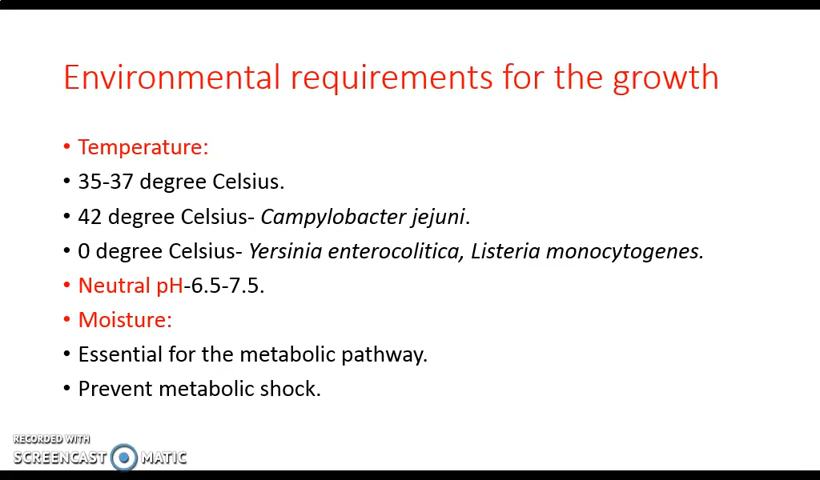 Environmental requirements for the growth
• Temperature:
• 35-37 degree Celsius.
• 42 degree Celsius- Campylobacter jejuni.
• 0 degree Celsius- Yersinia enterocolitica, Listeria monocytogenes.
• Neutral pH-6.5-7.5.
• Moisture:
• Essential for the metabolic pathway.
• Prevent metabolic shock.
RECORDED WITH
SCREENCAST MATIC